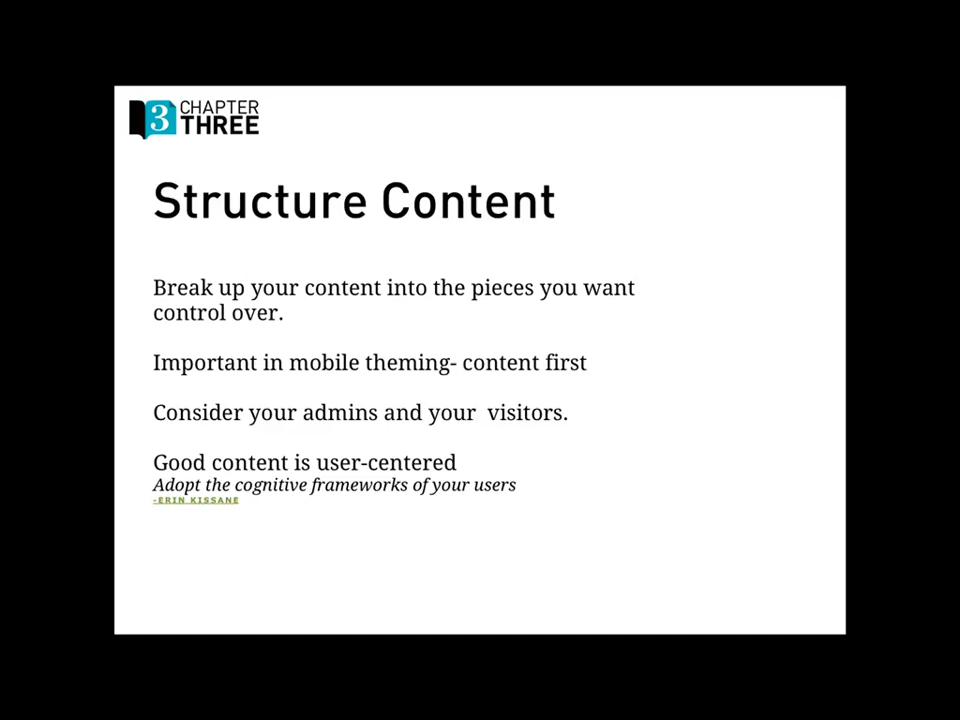 3 CHAPTER
THREE
Structure Content
Break up your content into the pieces you want
control over.
Important in mobile theming- content first
Consider your admins and your  visitors.
Good content is user-centered
Adopt the cognitive frameworks of your users
-ERIN KISSANE